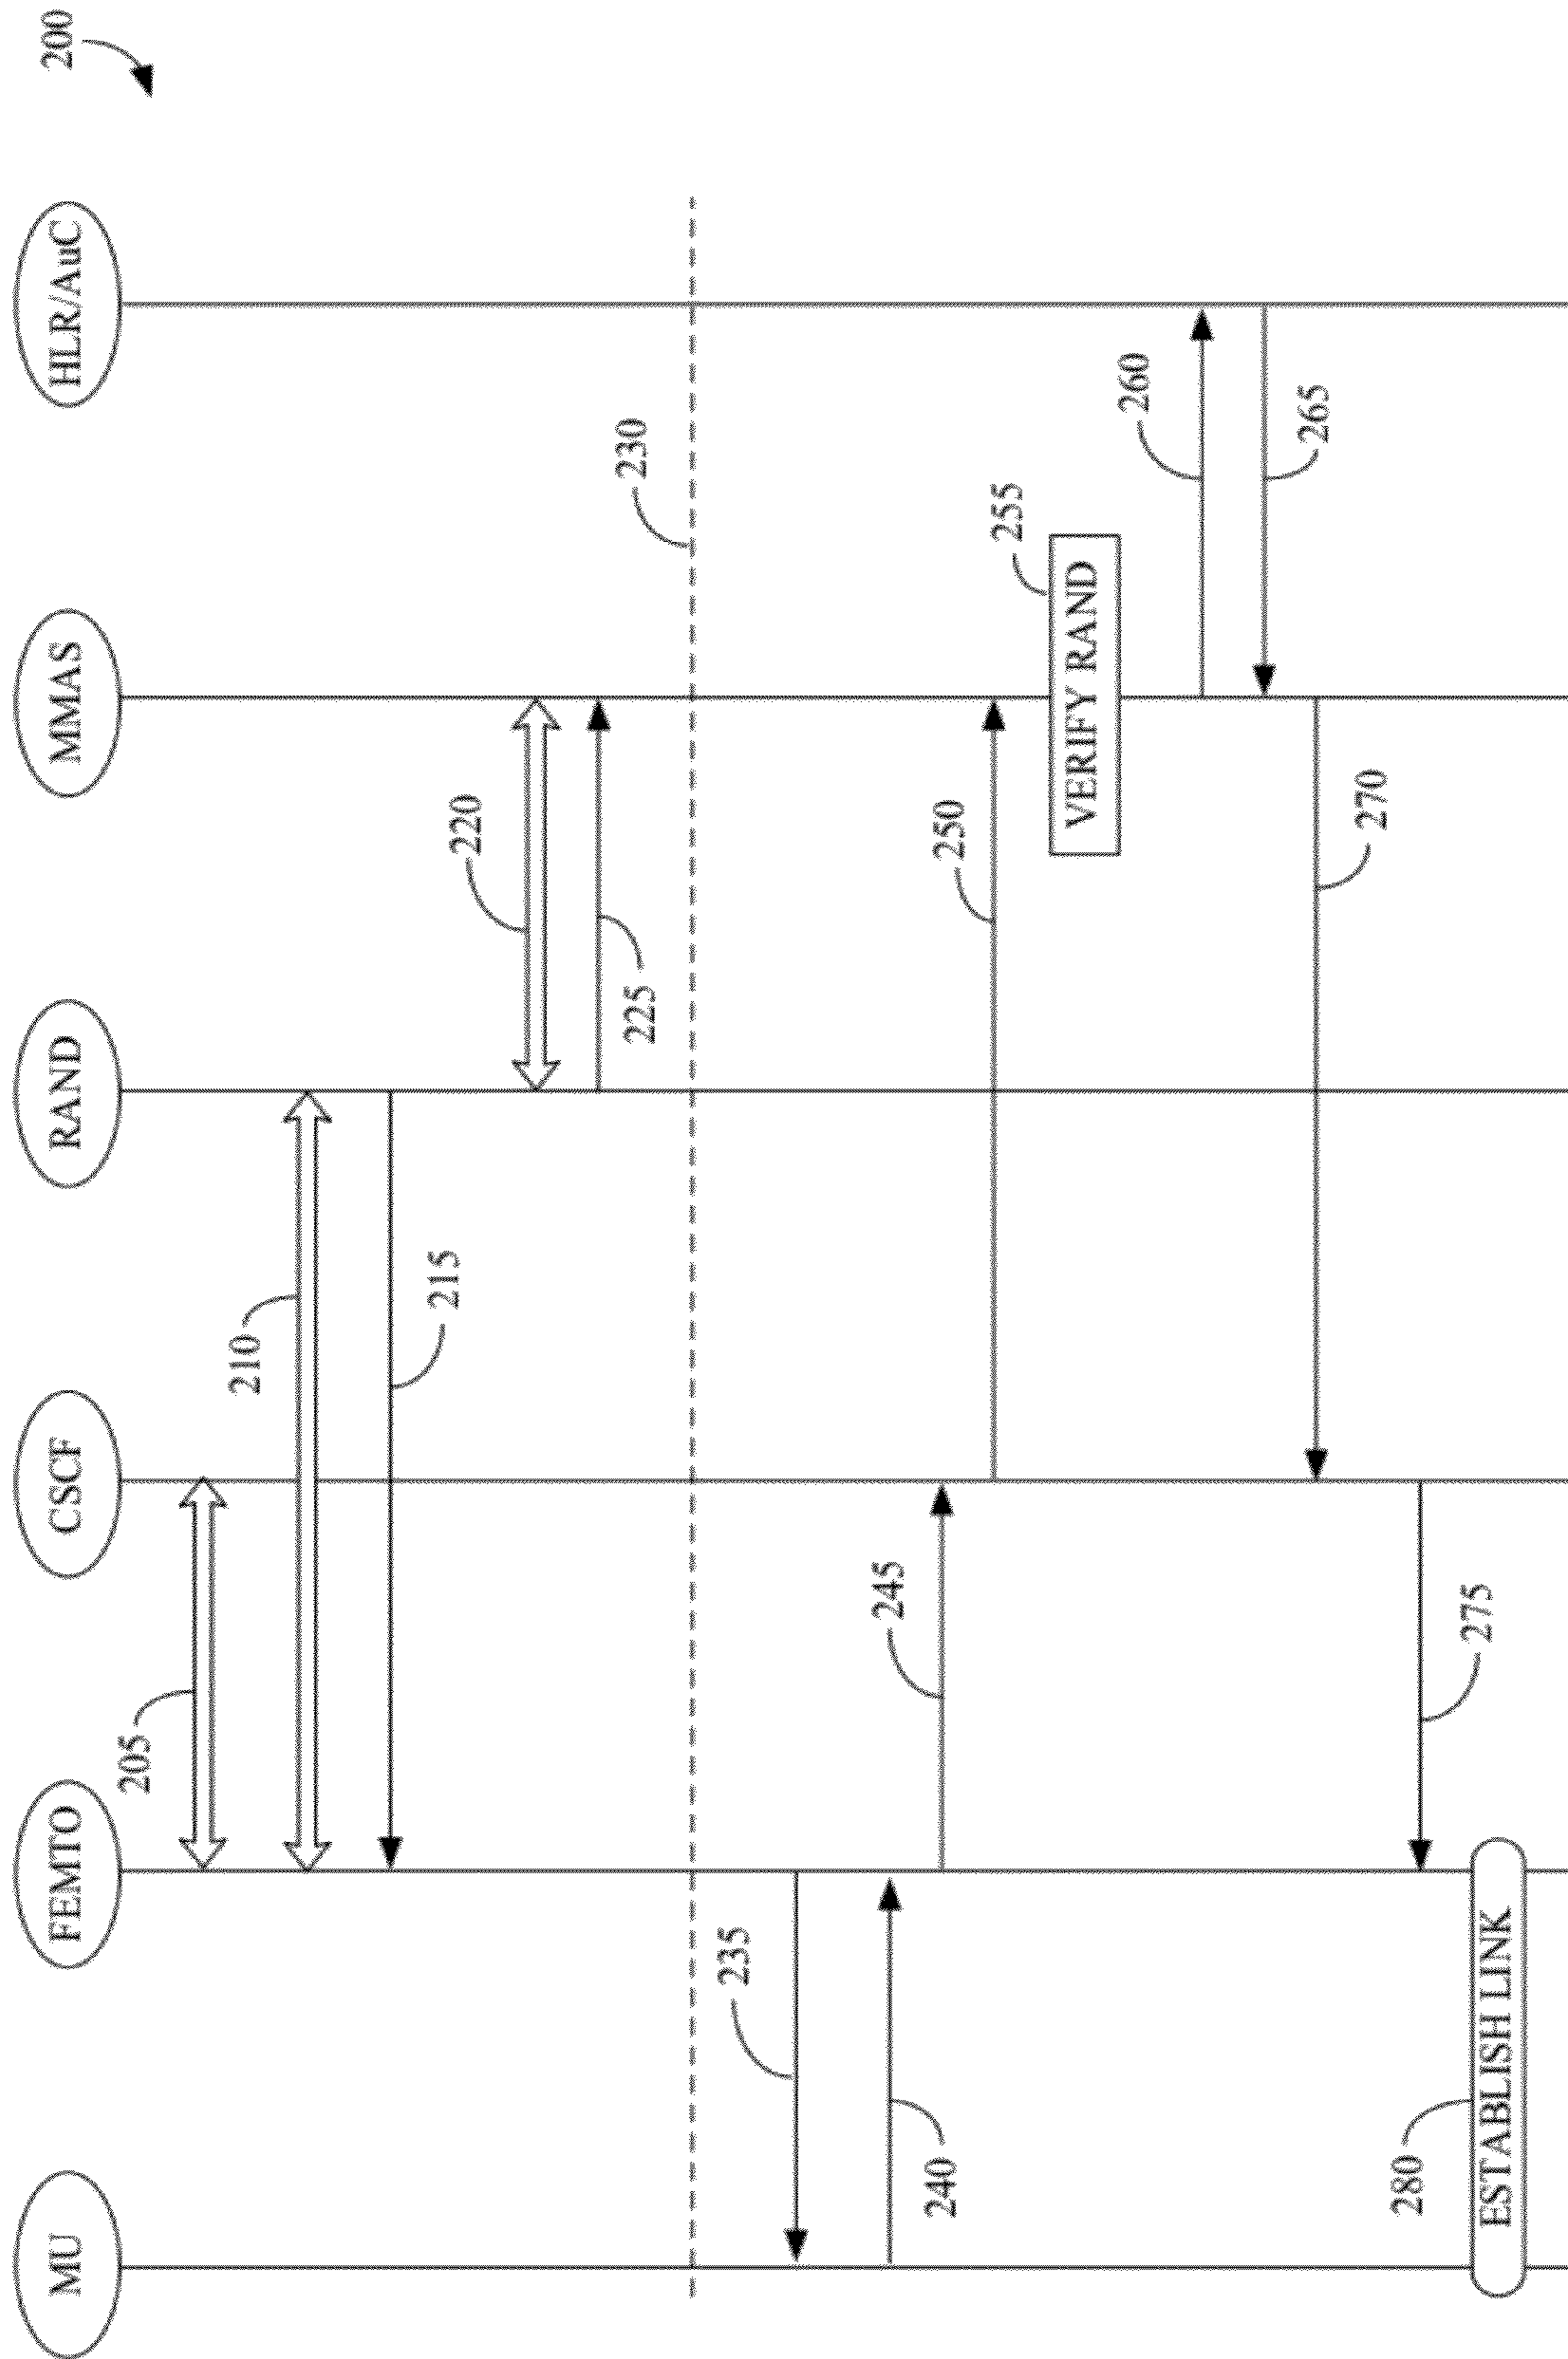 200
MU
FEMTO
CSCF
RAND
MMAS
HLR/AuC
205
210
215
220
225
230
235
240
245
250
VERIFY RAND
255
260
265
270
275
280
ESTABLISH LINK